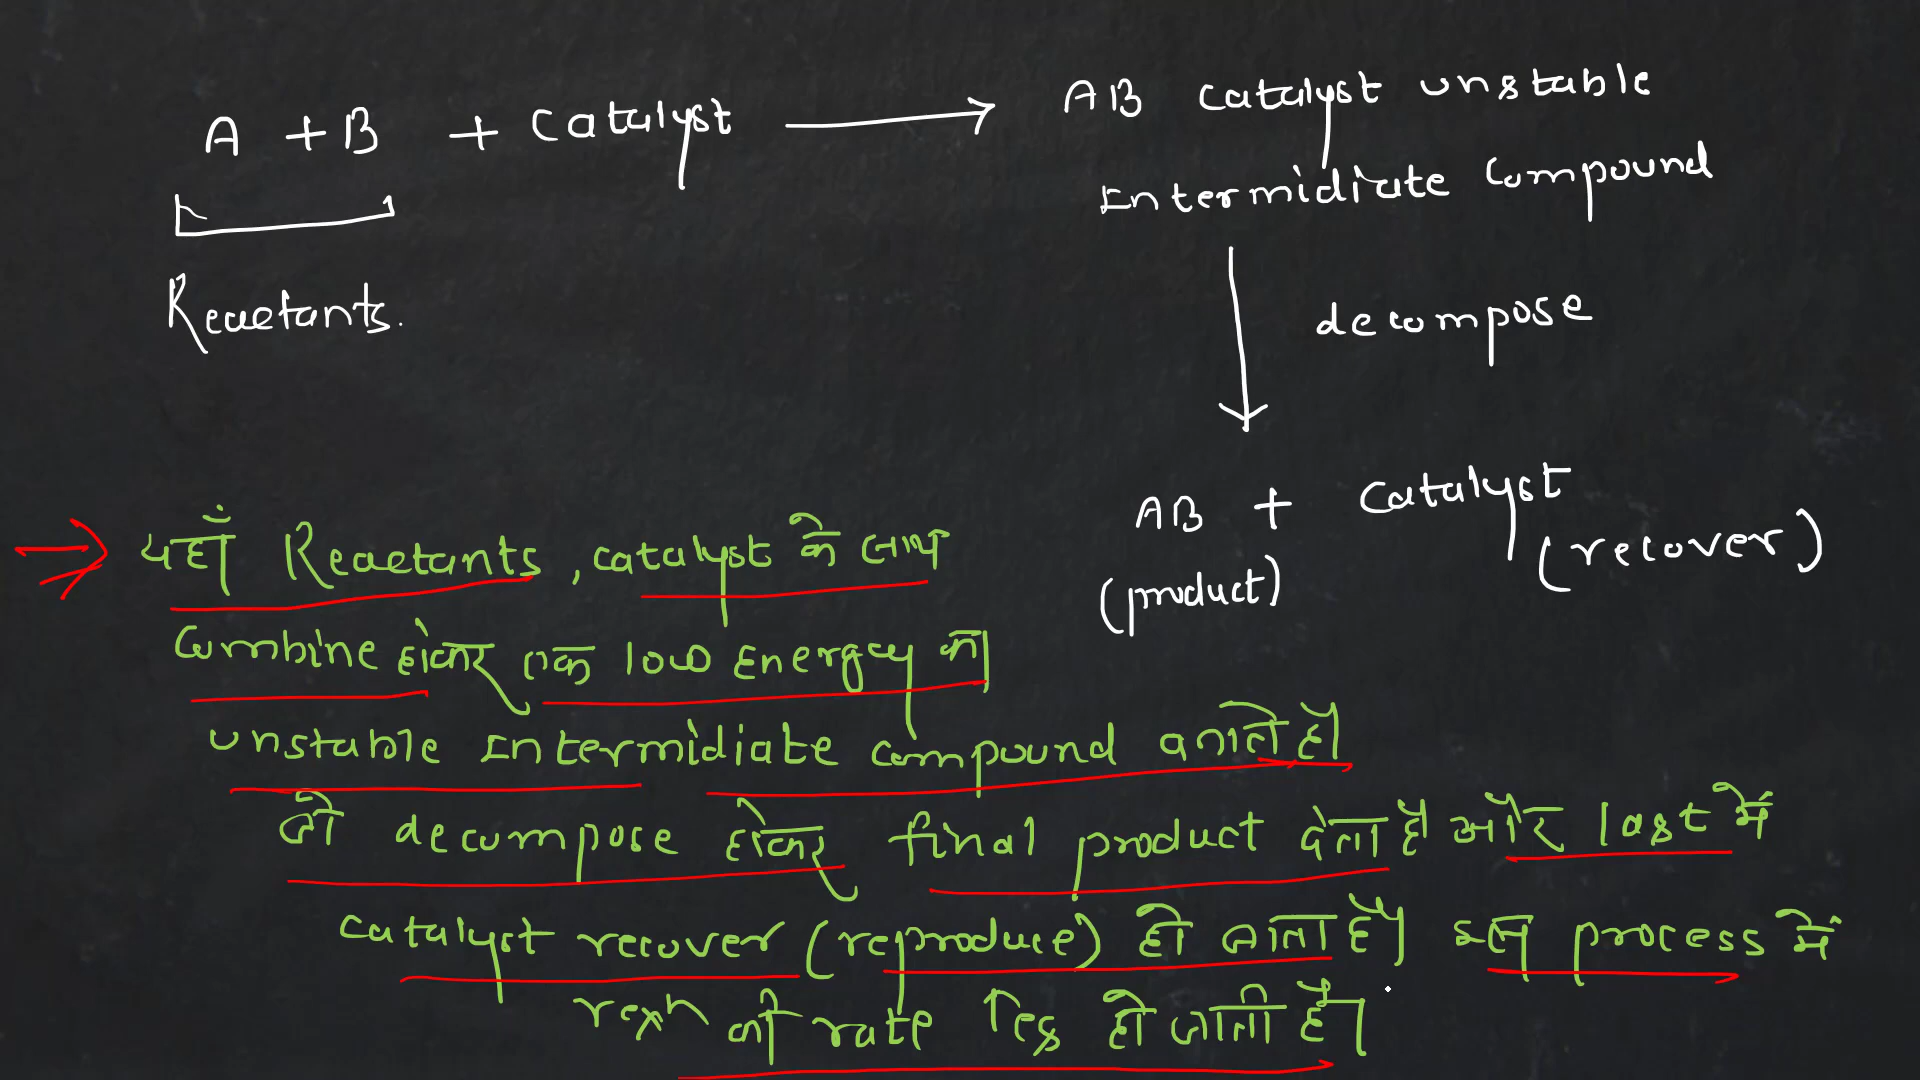 A + B + Catalyst ⟶ AB catalyst unstable
Intermidiate Compound
Reactants.
decompose
AB + Catalyst
(product) (recover)
⇒ यहाँ Reactants, catalyst के साथ
Combine होकर एक low Energy का
unstable Intermidiate compound बनाते है।
जो decompose होकर final product देता है और last में
catalyst recover (reproduce) हो जाता है। इस process में
rexn की rate ↑es हो जाती है।